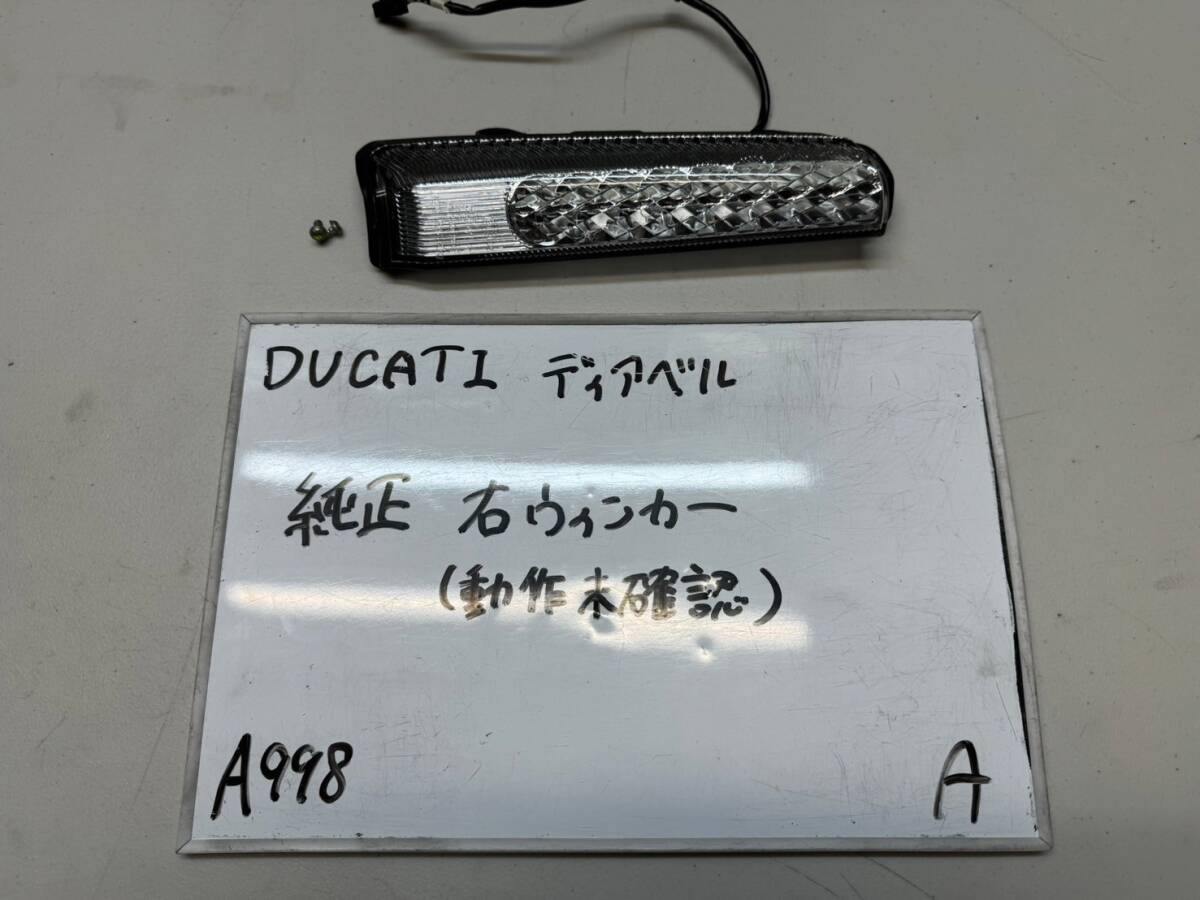 DUCATI ディアベル
純正 右ウィンカー
(動作未確認)
A998
A